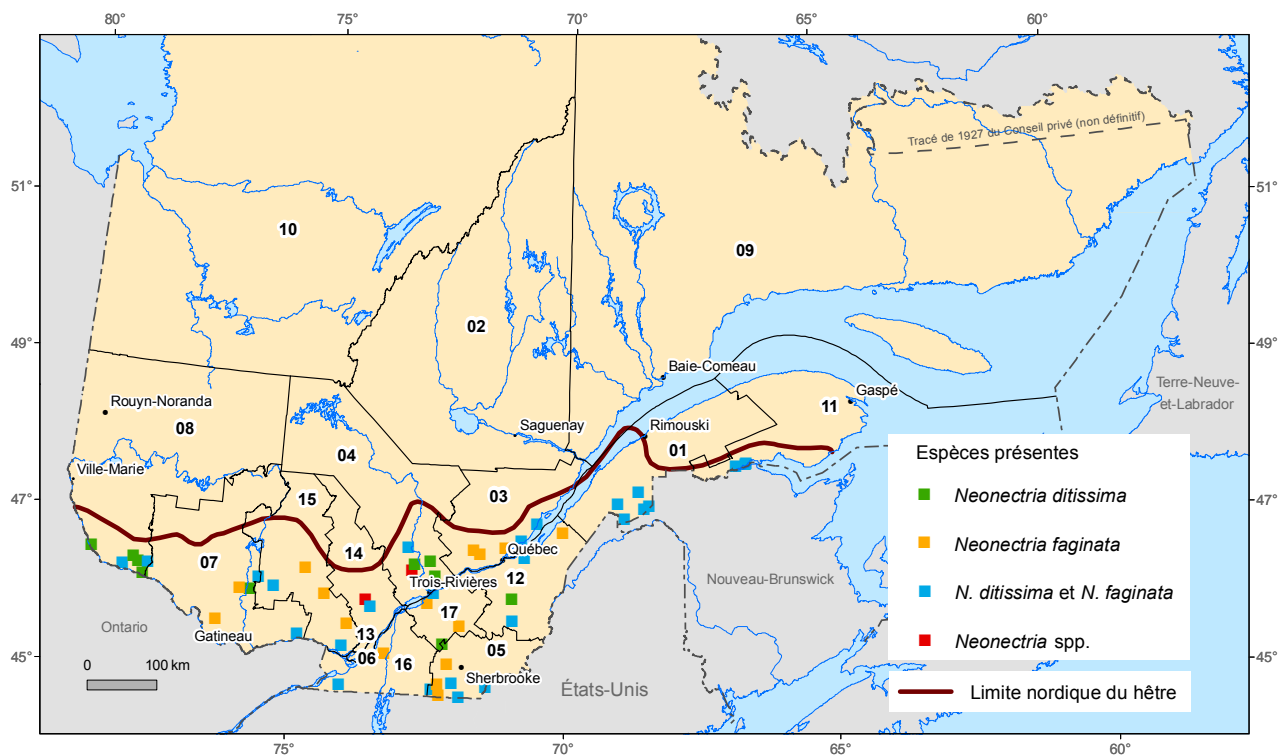 80°
75°
70°
65°
60°
Tracé de 1927 du Conseil privé (non définitif)
51°
51°
10
09
02
49°
49°
Baie-Comeau
Terre-Neuve-
et-Labrador
Rouyn-Noranda
Gaspé
11
08
Saguenay
Rimouski
01
04
Ville-Marie
47°
47°
15
03
14
07
Québec
12
Trois-Rivières
17
Nouveau-Brunswick
Ontario
Gatineau
13
06
16
05
45°
45°
Sherbrooke
0 100 km
États-Unis
Espèces présentes
Neonectria ditissima
Neonectria faginata
N. ditissima et N. faginata
Neonectria spp.
Limite nordique du hêtre
75°
70°
65°